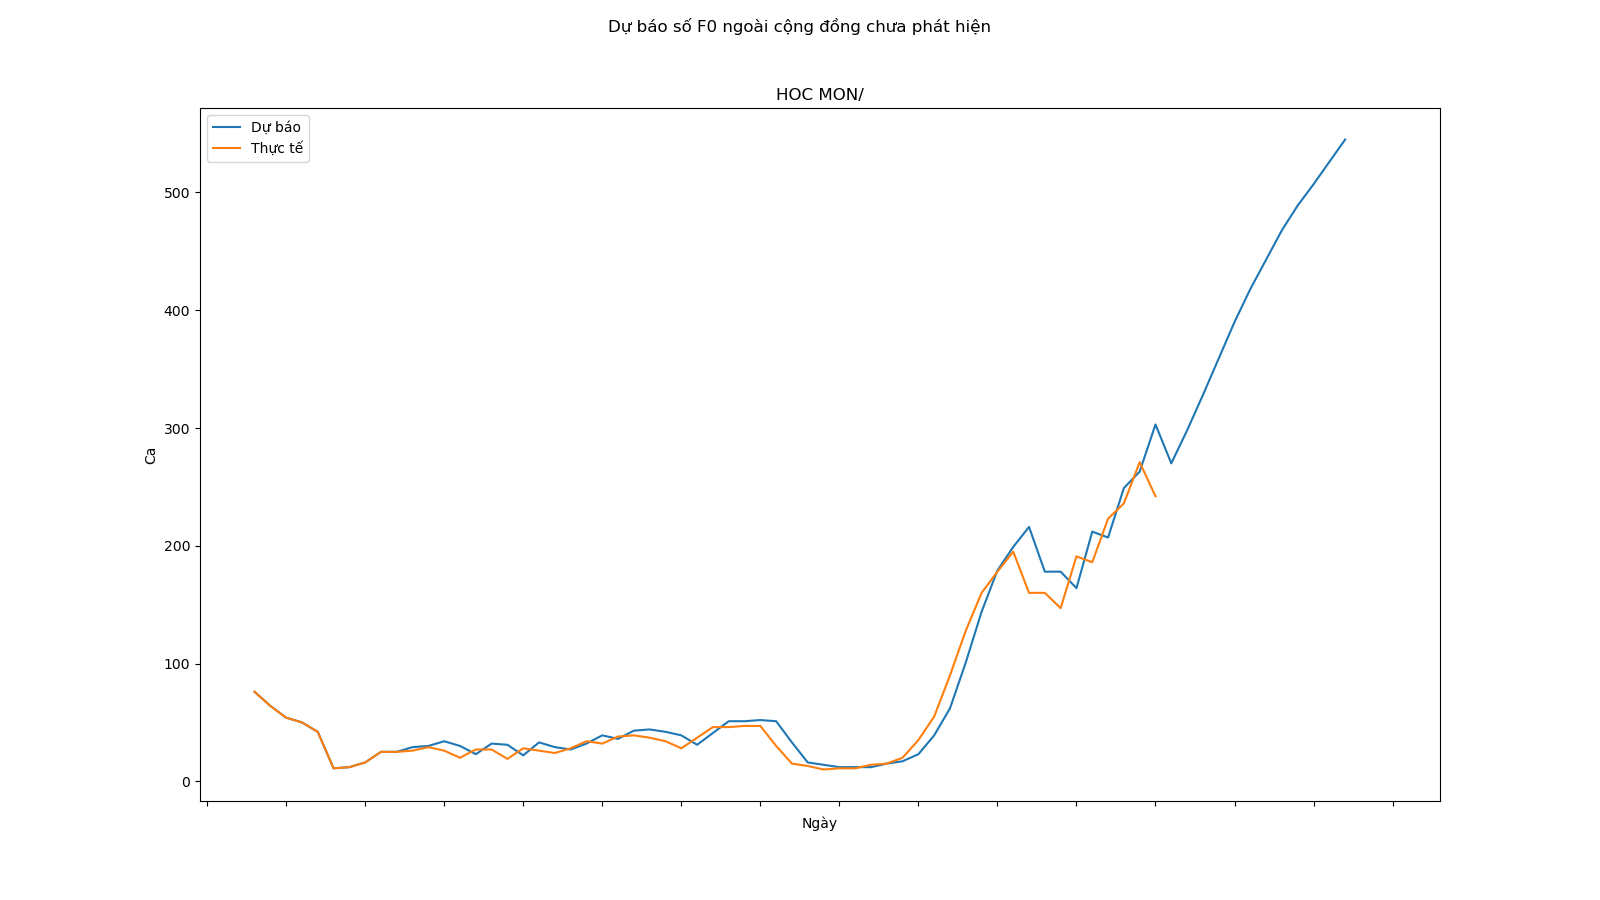 Dự báo số F0 ngoài cộng đồng chưa phát hiện
HOC MON/
Dự báo
Thực tế
500
400
300
200
100
0
Ca
Ngày